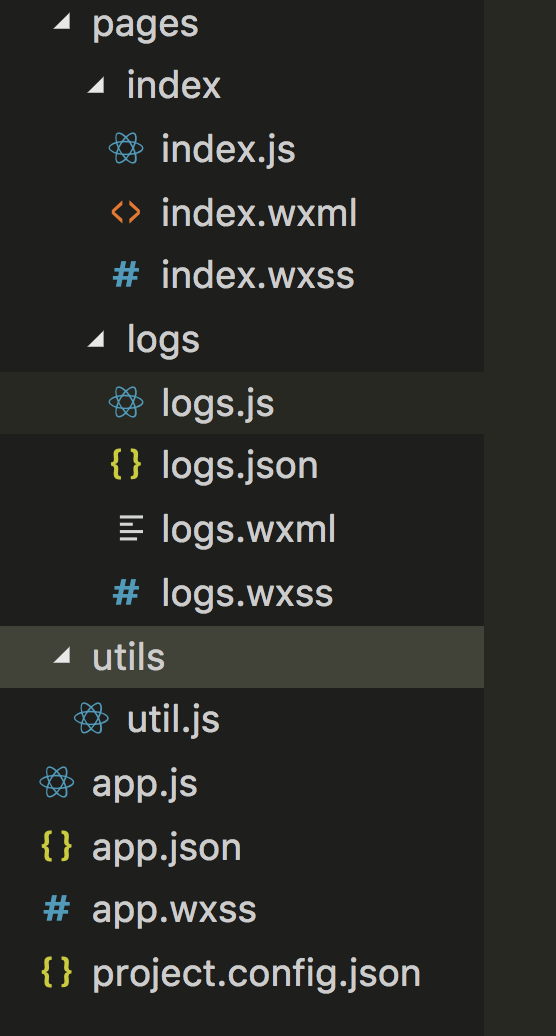 pages
index
index.js
index.wxml
index.wxss
logs
logs.js
logs.json
logs.wxml
logs.wxss
utils
util.js
app.js
app.json
app.wxss
project.config.json